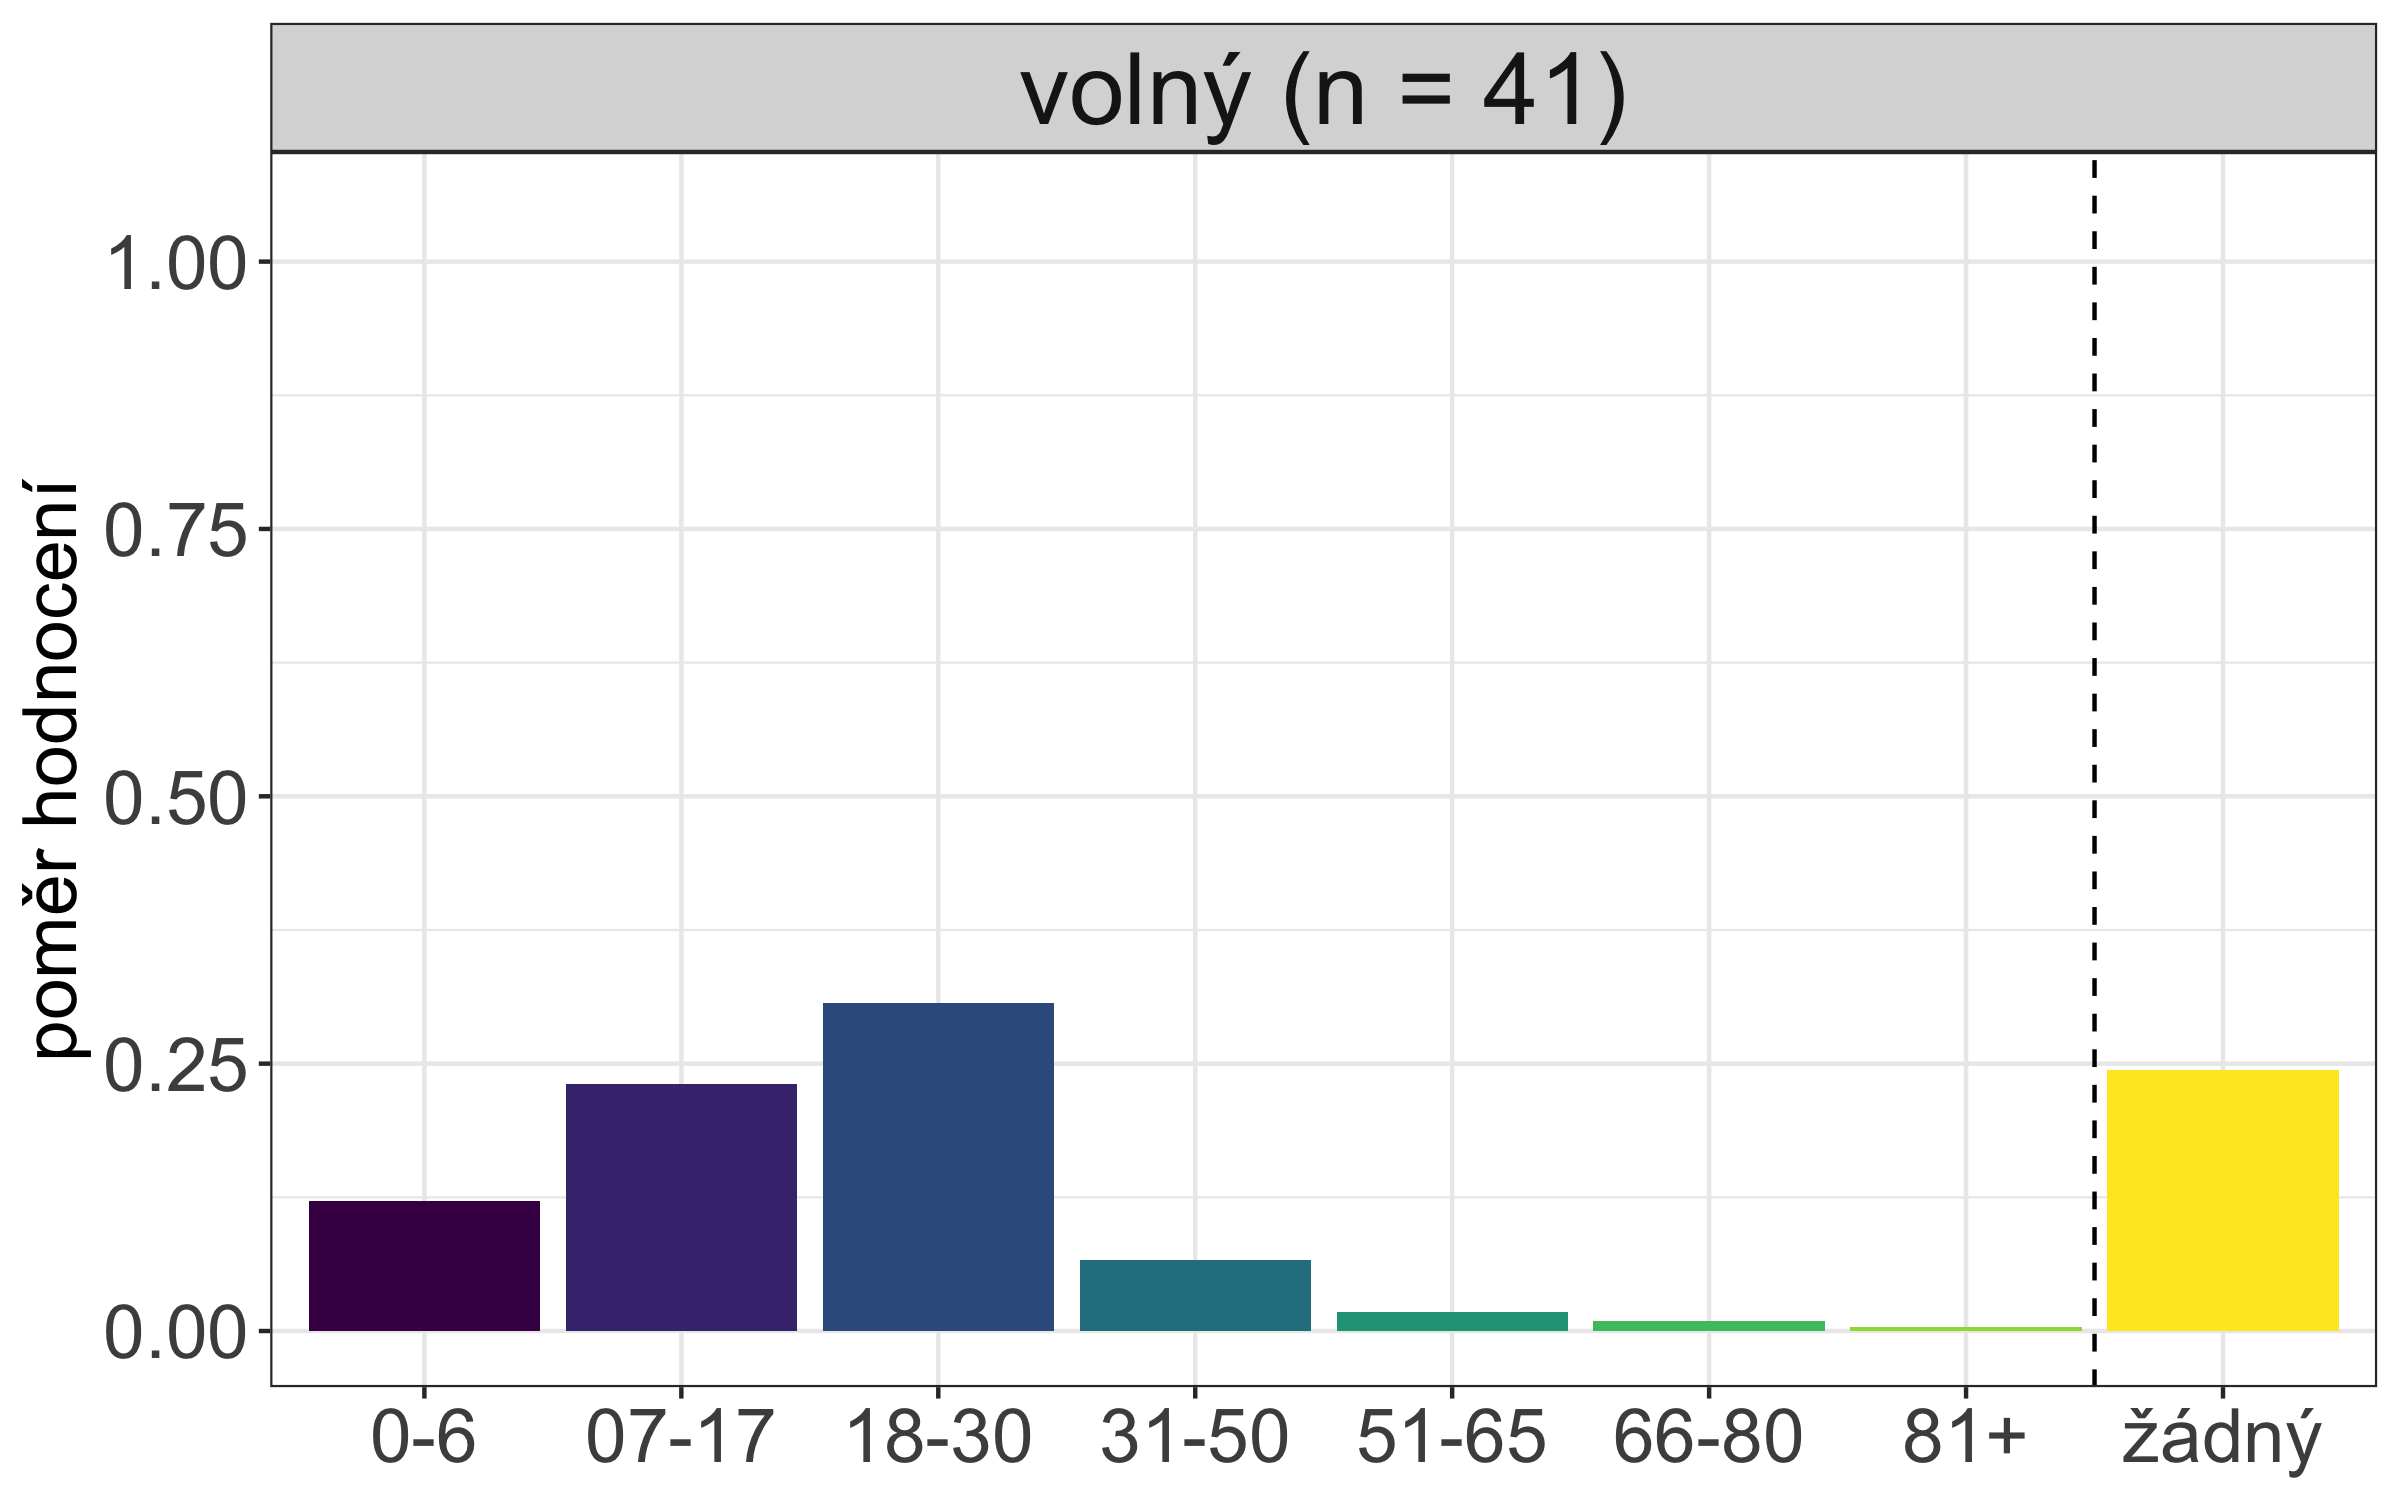 volný (n = 41)
poměr hodnocení
1.00
0.75
0.50
0.25
0.00
0-6 07-17 18-30 31-50 51-65 66-80 81+ žádný